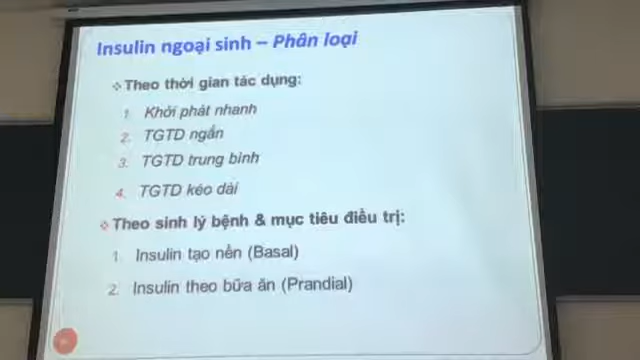 Insulin ngoại sinh – Phân loại
Theo thời gian tác dụng:
1. Khởi phát nhanh
2. TGTD ngắn
3. TGTD trung bình
4. TGTD kéo dài
Theo sinh lý bệnh & mục tiêu điều trị:
1. Insulin tạo nền (Basal)
2. Insulin theo bữa ăn (Prandial)